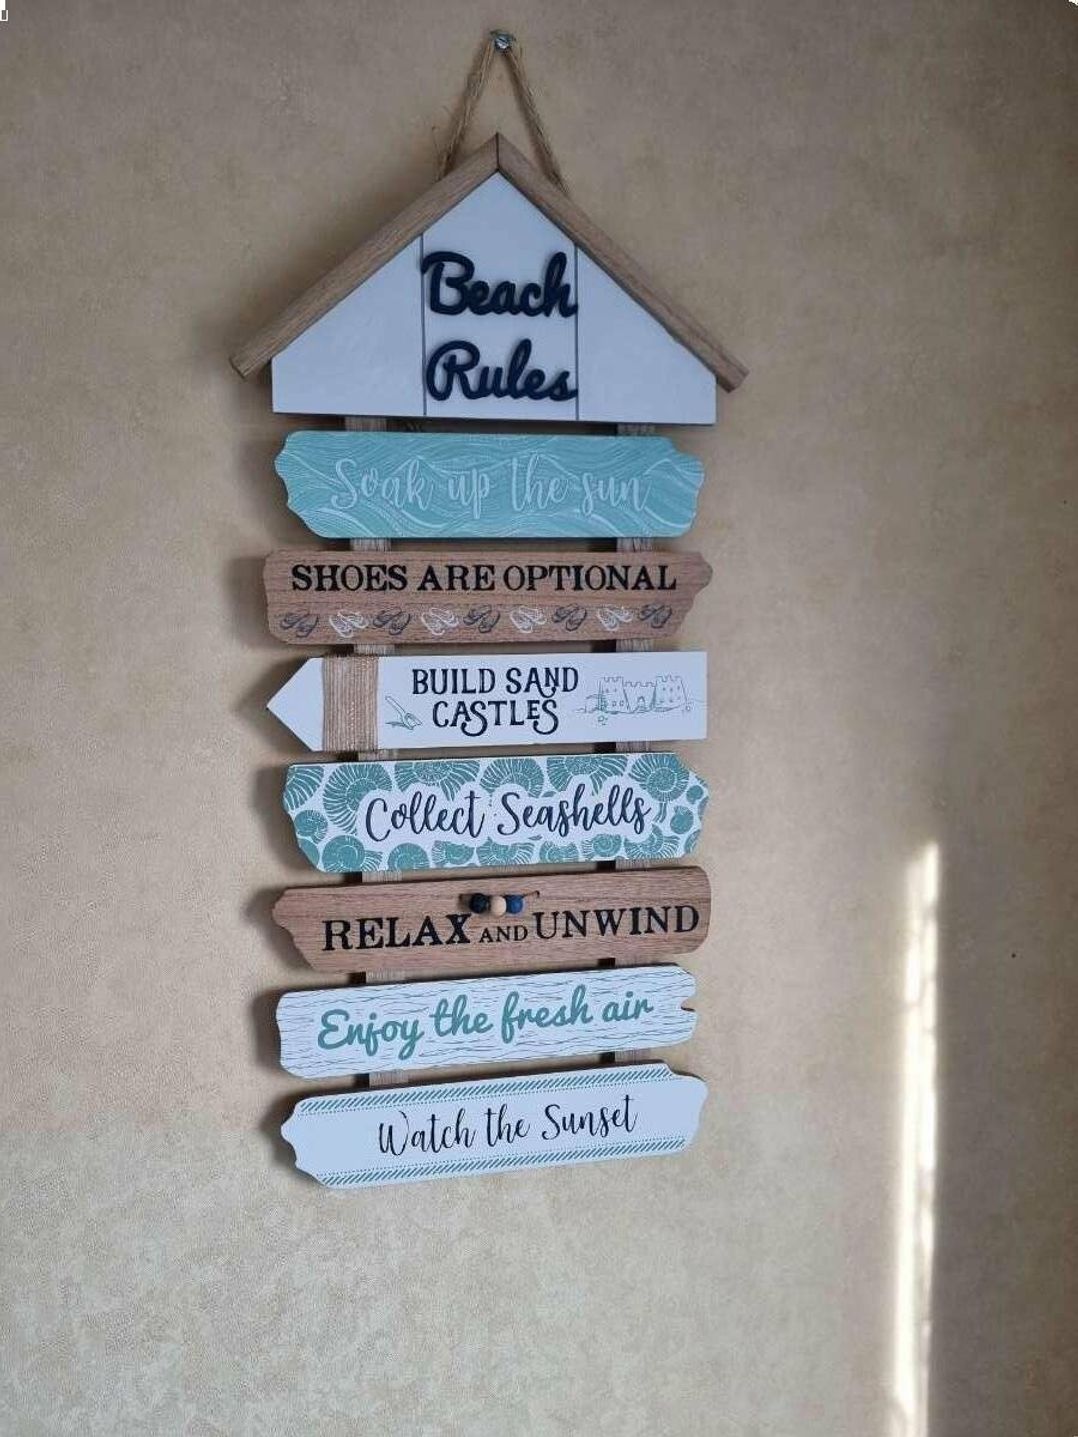 Beach
Rules
Soak up the sun
SHOES ARE OPTIONAL
BUILD SAND
CASTLES
Collect Seashells
RELAX AND UNWIND
Enjoy the fresh air
Watch the Sunset